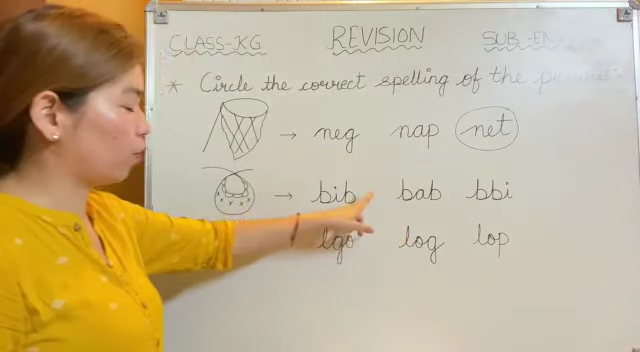 CLASS-KG REVISION SUB-EN
* Circle the correct spelling of the
→ neg nap net
→ bib bab bbi
lgo log lop